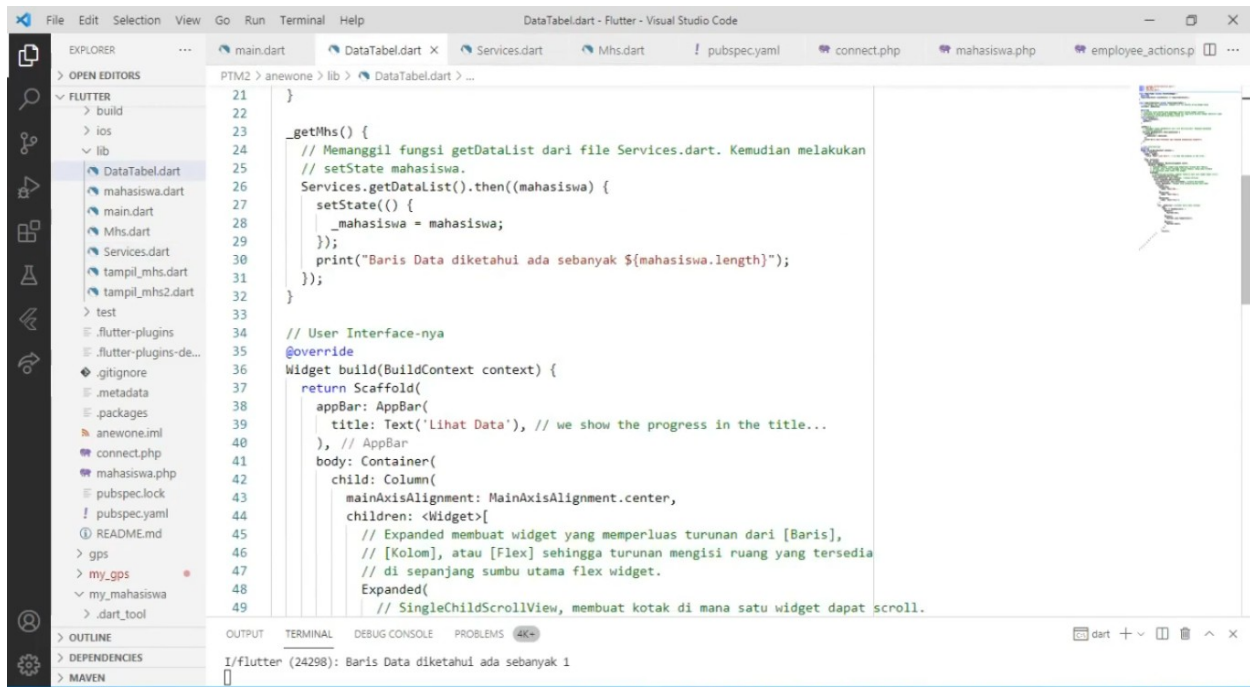 File Edit Selection View Go Run Terminal Help DataTabel.dart - Flutter - Visual Studio Code
EXPLORER ...
main.dart DataTabel.dart Services.dart Mhs.dart ! pubspec.yaml connect.php mahasiswa.php employee_actions.p ...
> OPEN EDITORS
FLUTTER
> build
> ios
lib
DataTabel.dart
mahasiswa.dart
main.dart
Mhs.dart
Services.dart
tampil_mhs.dart
tampil_mhs2.dart
> test
.flutter-plugins
.flutter-plugins-de...
.gitignore
.metadata
.packages
anewone.iml
connect.php
mahasiswa.php
pubspec.lock
! pubspec.yaml
README.md
> gps
> my_gps
my_mahasiswa
> .dart_tool
> OUTLINE
> DEPENDENCIES
> MAVEN
PTM2 > anewone > lib > DataTabel.dart > ...
21 }
22
23 _getMhs() {
24 // Memanggil fungsi getDataList dari file Services.dart. Kemudian melakukan
25 // setState mahasiswa.
26 Services.getDataList().then((mahasiswa) {
27 setState(() {
28 _mahasiswa = mahasiswa;
29 });
30 print("Baris Data diketahui ada sebanyak ${mahasiswa.length}");
31 });
32 }
33
34 // User Interface-nya
35 @override
36 Widget build(BuildContext context) {
37 return Scaffold(
38 appBar: AppBar(
39 title: Text('Lihat Data'), // we show the progress in the title...
40 ), // AppBar
41 body: Container(
42 child: Column(
43 mainAxisAlignment: MainAxisAlignment.center,
44 children: <Widget>[
45 // Expanded membuat widget yang memperluas turunan dari [Baris],
46 // [Kolom], atau [Flex] sehingga turunan mengisi ruang yang tersedia
47 // di sepanjang sumbu utama flex widget.
48 Expanded(
49 // SingleChildScrollView, membuat kotak di mana satu widget dapat scroll.
OUTPUT TERMINAL DEBUG CONSOLE PROBLEMS 4K+ dart
I/flutter (24298): Baris Data diketahui ada sebanyak 1